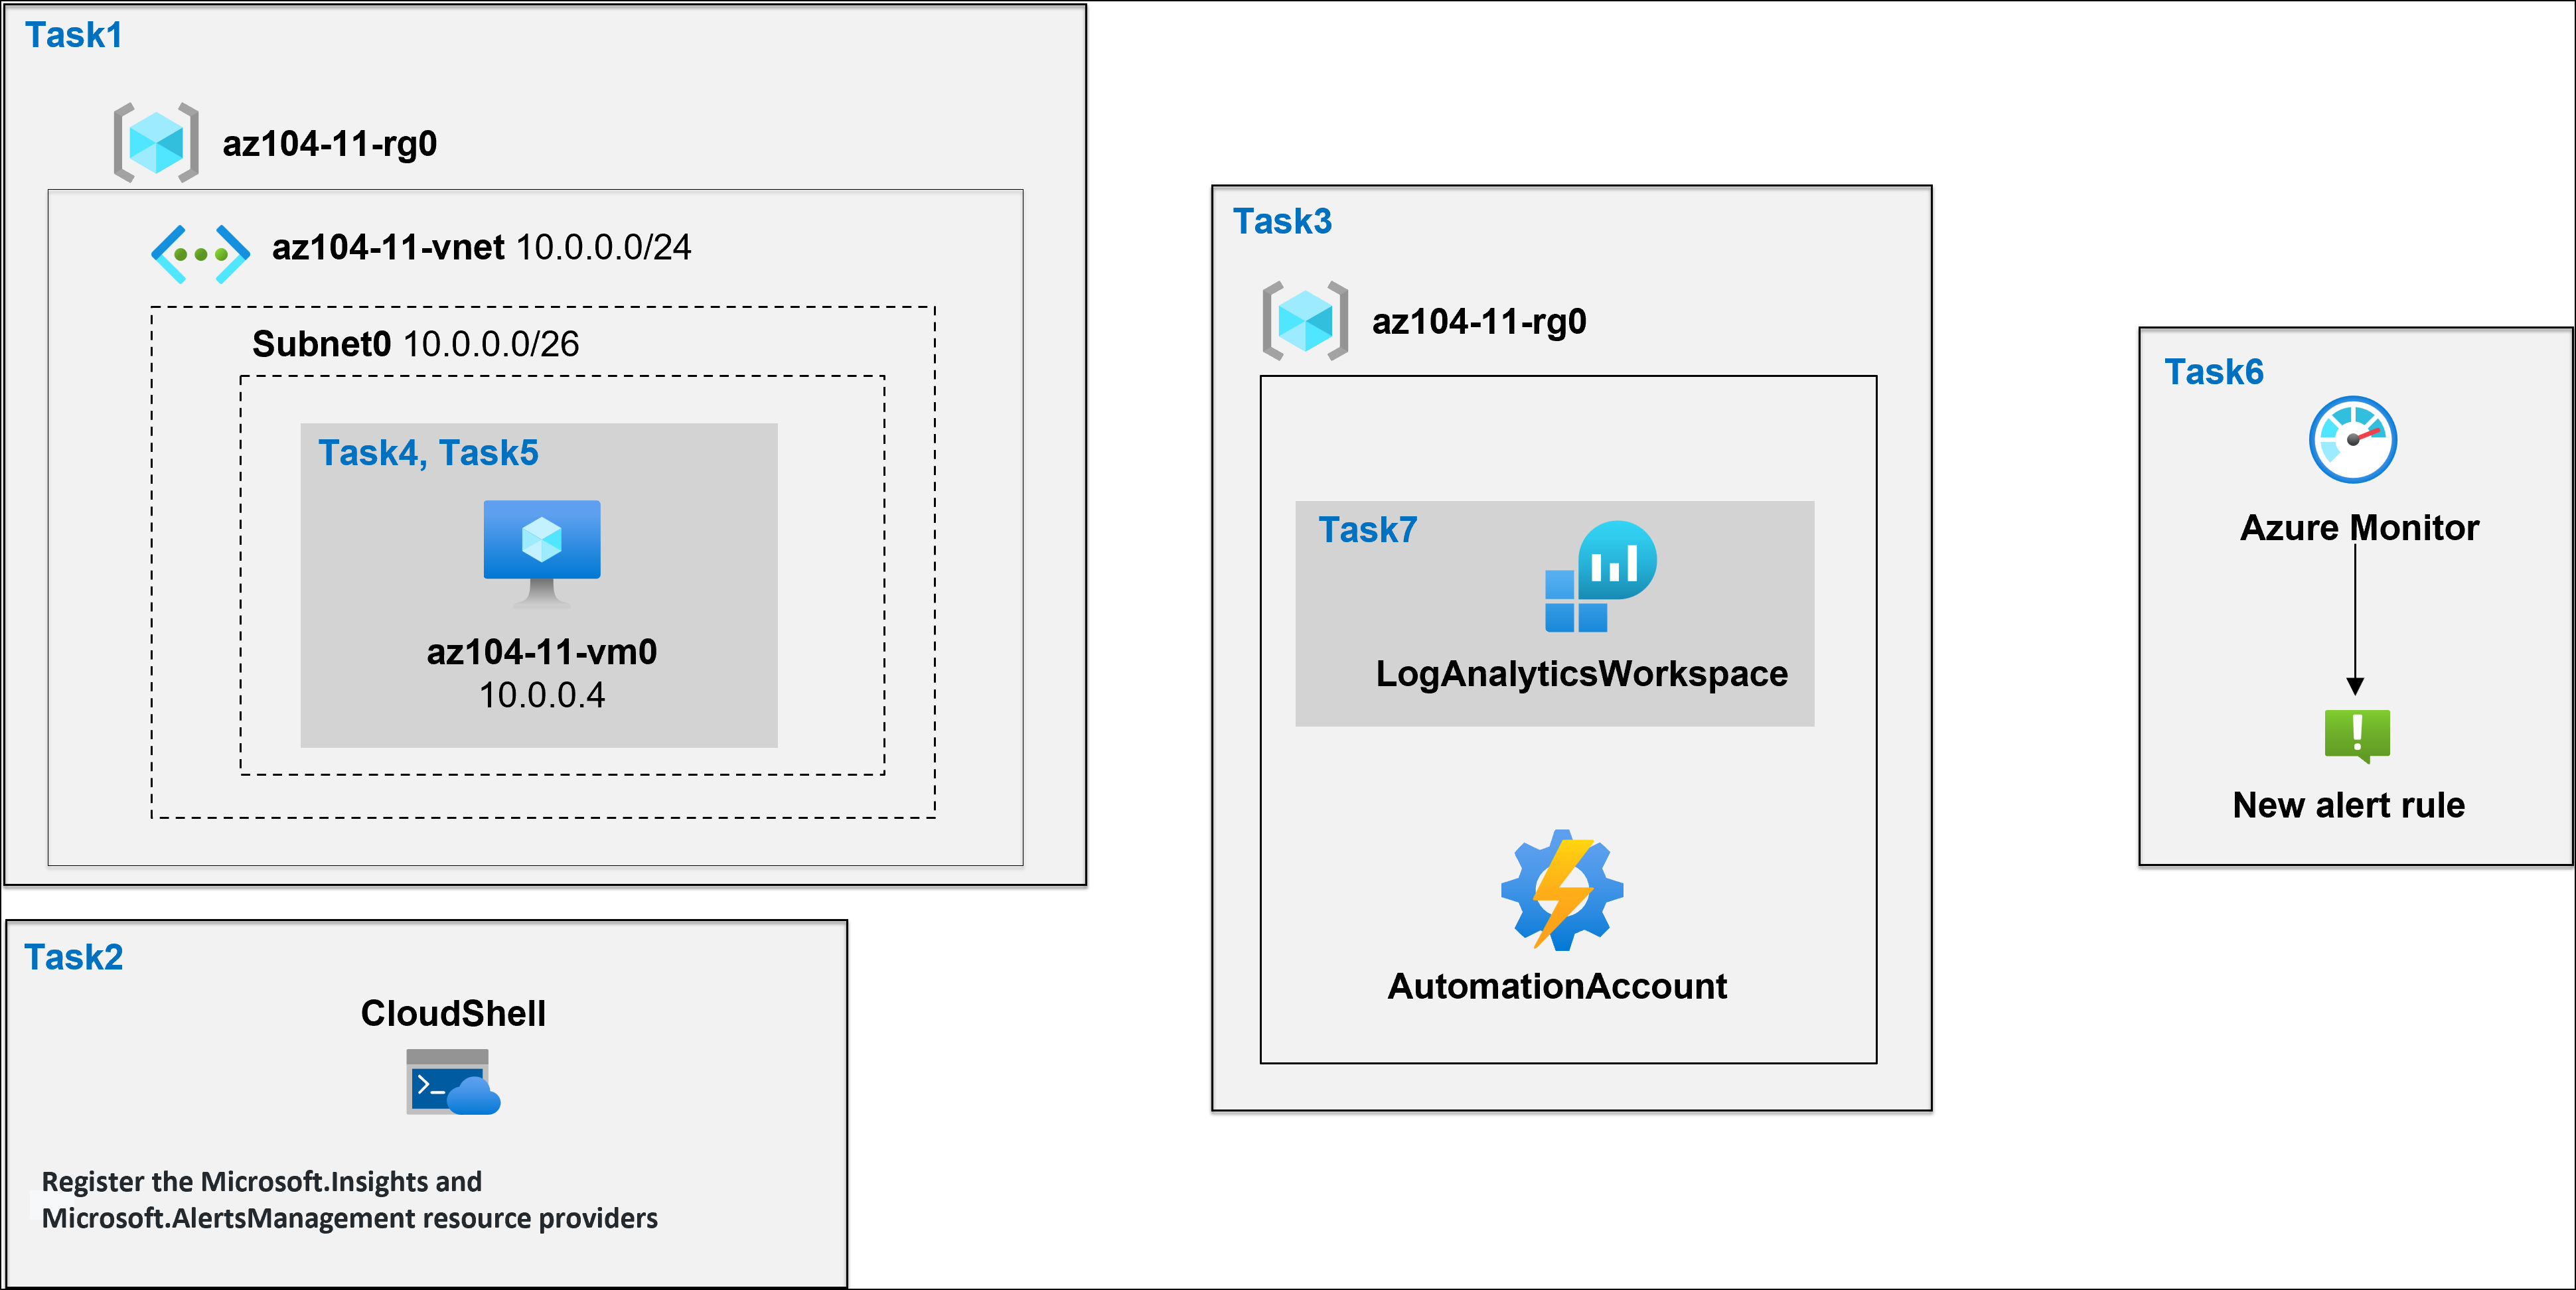 Task1
az104-11-rg0
az104-11-vnet 10.0.0.0/24
Subnet0 10.0.0.0/26
Task4, Task5
az104-11-vm0
10.0.0.4
Task2
CloudShell
Register the Microsoft.Insights and
Microsoft.AlertsManagement resource providers
Task3
az104-11-rg0
Task7
LogAnalyticsWorkspace
AutomationAccount
Task6
Azure Monitor
New alert rule